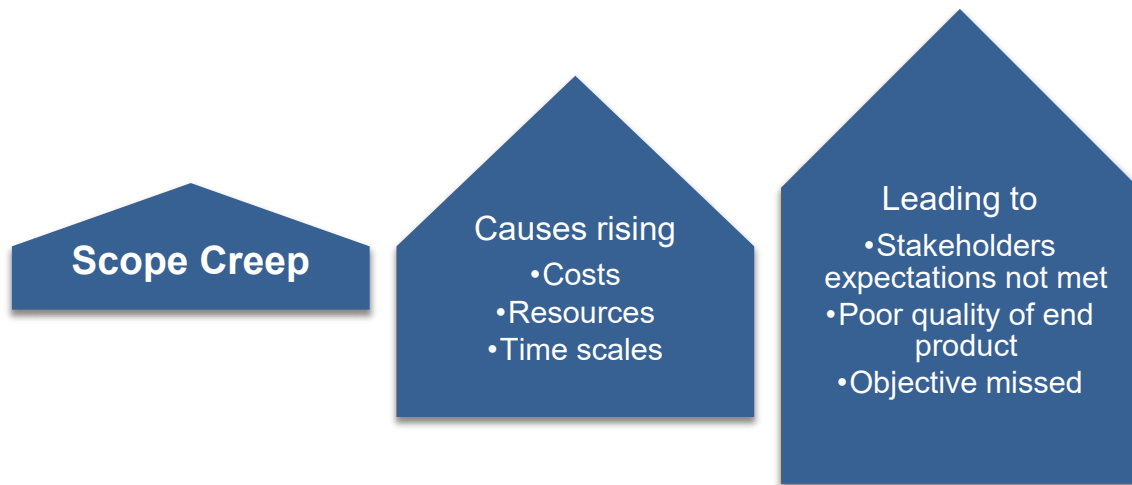 Scope Creep
Causes rising
•Costs
•Resources
•Time scales
Leading to
•Stakeholders
expectations not met
•Poor quality of end
product
•Objective missed